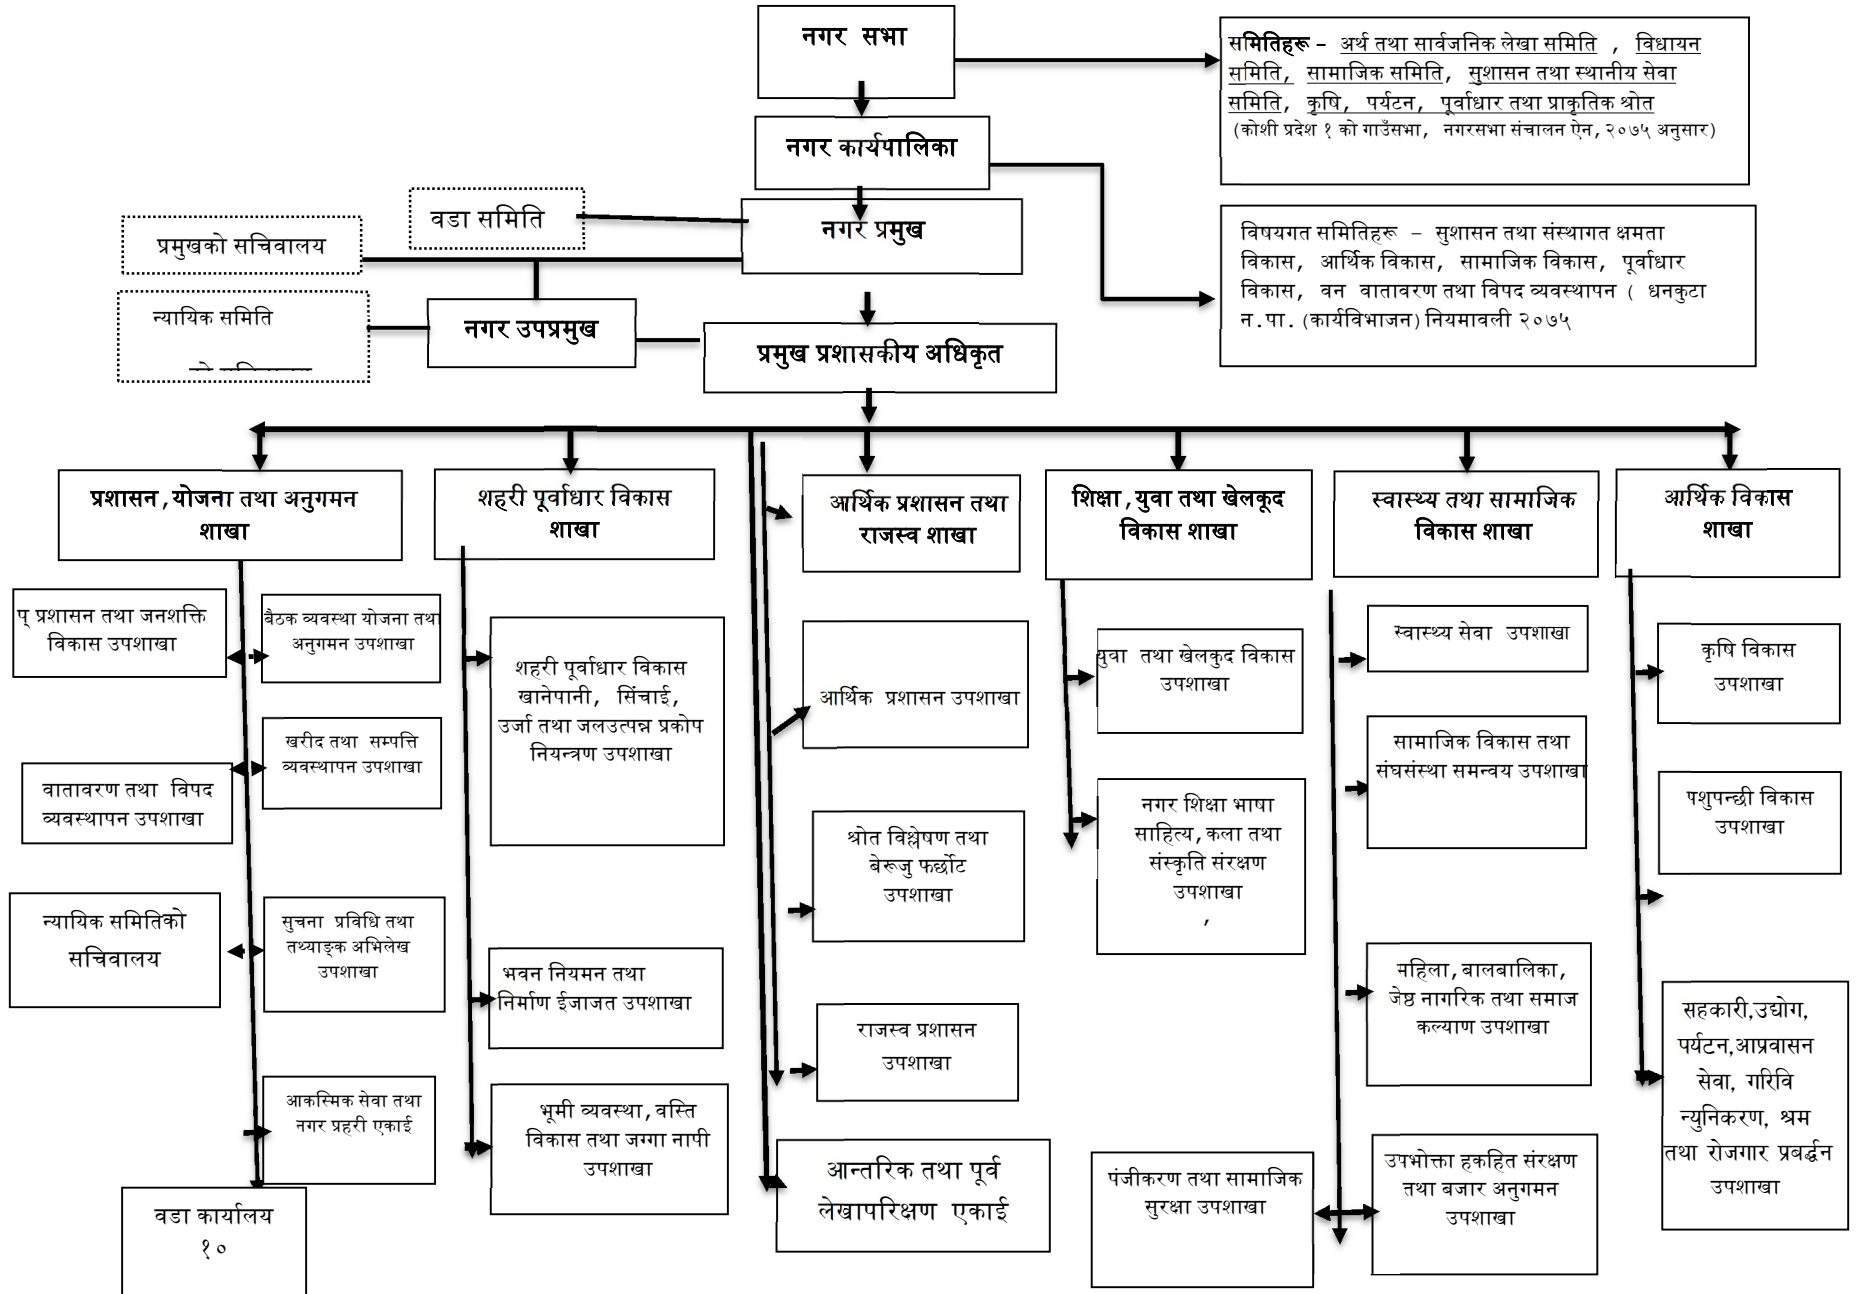 नगर सभा
समितिहरू – अर्थ तथा सार्वजनिक लेखा समिति , विधायन
समिति, सामाजिक समिति, सुशासन तथा स्थानीय सेवा
समिति, कृषि, पर्यटन, पूर्वाधार तथा प्राकृतिक श्रोत
(कोशी प्रदेश १ को गाउँसभा, नगरसभा संचालन ऐन,२०७५ अनुसार)
नगर कार्यपालिका
वडा समिति
नगर प्रमुख
प्रमुखको सचिवालय
विषयगत समितिहरू – सुशासन तथा संस्थागत क्षमता
विकास, आर्थिक विकास, सामाजिक विकास, पूर्वाधार
विकास, वन वातावरण तथा विपद व्यवस्थापन ( धनकुटा
न.पा.(कार्यविभाजन)नियमावली २०७५
न्यायिक समिति
नगर उपप्रमुख
प्रमुख प्रशासकीय अधिकृत
प्रशासन,योजना तथा अनुगमन
शाखा
शहरी पूर्वाधार विकास
शाखा
आर्थिक प्रशासन तथा
राजस्व शाखा
शिक्षा,युवा तथा खेलकूद
विकास शाखा
स्वास्थ्य तथा सामाजिक
विकास शाखा
आर्थिक विकास
शाखा
प् प्रशासन तथा जनशक्ति
विकास उपशाखा
बैठक व्यवस्था योजना तथा
अनुगमन उपशाखा
खरीद तथा सम्पत्ति
व्यवस्थापन उपशाखा
वातावरण तथा विपद
व्यवस्थापन उपशाखा
न्यायिक समितिको
सचिवालय
सुचना प्रविधि तथा
तथ्याङ्क अभिलेख
उपशाखा
आकस्मिक सेवा तथा
नगर प्रहरी एकाई
वडा कार्यालय
१०
शहरी पूर्वाधार विकास
खानेपानी, सिंचाई,
उर्जा तथा जलउत्पन्न प्रकोप
नियन्त्रण उपशाखा
भवन नियमन तथा
निर्माण ईजाजत उपशाखा
भूमी व्यवस्था,वस्ति
विकास तथा जग्गा नापी
उपशाखा
आर्थिक प्रशासन उपशाखा
श्रोत विश्लेषण तथा
बेरूजु फर्छोट
उपशाखा
राजस्व प्रशासन
उपशाखा
आन्तरिक तथा पूर्व
लेखापरिक्षण एकाई
युवा तथा खेलकुद विकास
उपशाखा
नगर शिक्षा भाषा
साहित्य,कला तथा
संस्कृति संरक्षण
उपशाखा
,
स्वास्थ्य सेवा उपशाखा
सामाजिक विकास तथा
संघसंस्था समन्वय उपशाखा
महिला,बालबालिका,
जेष्ठ नागरिक तथा समाज
कल्याण उपशाखा
पंजीकरण तथा सामाजिक
सुरक्षा उपशाखा
उपभोक्ता हकहित संरक्षण
तथा बजार अनुगमन
उपशाखा
कृषि विकास
उपशाखा
पशुपन्छी विकास
उपशाखा
सहकारी,उद्योग,
पर्यटन,आप्रवासन
सेवा, गरिवि
न्युनिकरण, श्रम
तथा रोजगार प्रबर्द्धन
उपशाखा